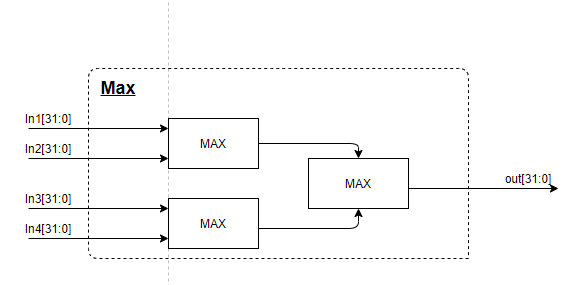 Max
In1[31:0]
In2[31:0]
MAX
MAX
out[31:0]
In3[31:0]
In4[31:0]
MAX